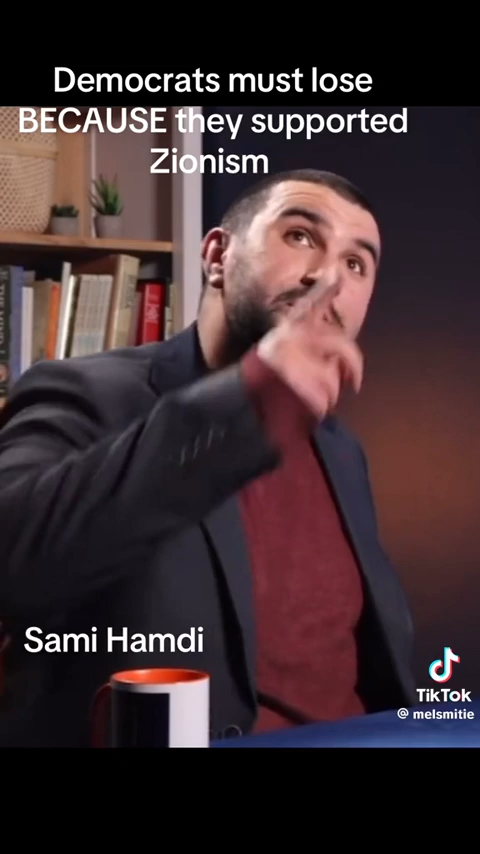 Democrats must lose
BECAUSE they supported
Zionism
Sami Hamdi
TikTok
@ melsmitie